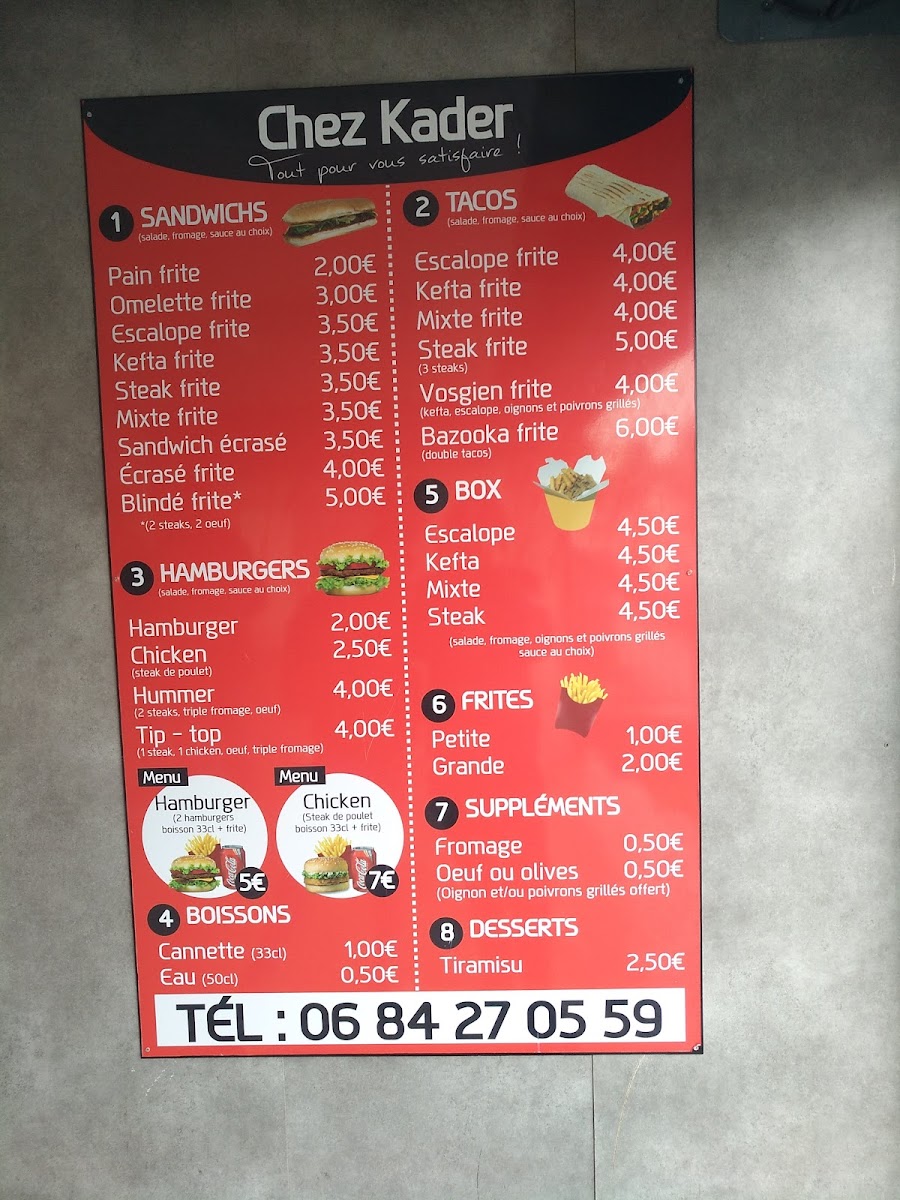 Chez Kader
Tout pour vous satisfaire !
1 SANDWICHS
(salade, fromage, sauce au choix)
Pain frite 2,00€
Omelette frite 3,00€
Escalope frite 3,50€
Kefta frite 3,50€
Steak frite 3,50€
Mixte frite 3,50€
Sandwich écrasé 3,50€
Écrasé frite 4,00€
Blindé frite* 5,00€
*(2 steaks, 2 oeuf)
3 HAMBURGERS
(salade, fromage, sauce au choix)
Hamburger 2,00€
Chicken 2,50€
(steak de poulet)
Hummer 4,00€
(2 steaks, triple fromage, oeuf)
Tip - top 4,00€
(1 steak, 1 chicken, oeuf, triple fromage)
Menu
Hamburger
(2 hamburgers
boisson 33cl + frite)
Coca-Cola
5€
Menu
Chicken
(Steak de poulet
boisson 33cl + frite)
Coca-Cola
7€
4 BOISSONS
Cannette (33cl) 1,00€
Eau (50cl) 0,50€
2 TACOS
(salade, fromage, sauce au choix)
Escalope frite 4,00€
Kefta frite 4,00€
Mixte frite 4,00€
Steak frite 5,00€
(3 steaks)
Vosgien frite 4,00€
(kefta, escalope, oignons et poivrons grillés)
Bazooka frite 6,00€
(double tacos)
5 BOX
Escalope 4,50€
Kefta 4,50€
Mixte 4,50€
Steak 4,50€
(salade, fromage, oignons et poivrons grillés
sauce au choix)
6 FRITES
Petite 1,00€
Grande 2,00€
7 SUPPLÉMENTS
Fromage 0,50€
Oeuf ou olives 0,50€
(Oignon et/ou poivrons grillés offert)
8 DESSERTS
Tiramisu 2,50€
TÉL : 06 84 27 05 59